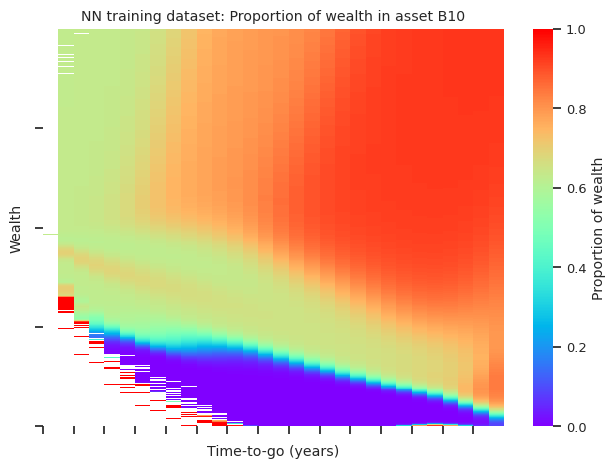 NN training dataset: Proportion of wealth in asset B10
Wealth
Time-to-go (years)
1.0
0.8
0.6
0.4
0.2
0.0
Proportion of wealth